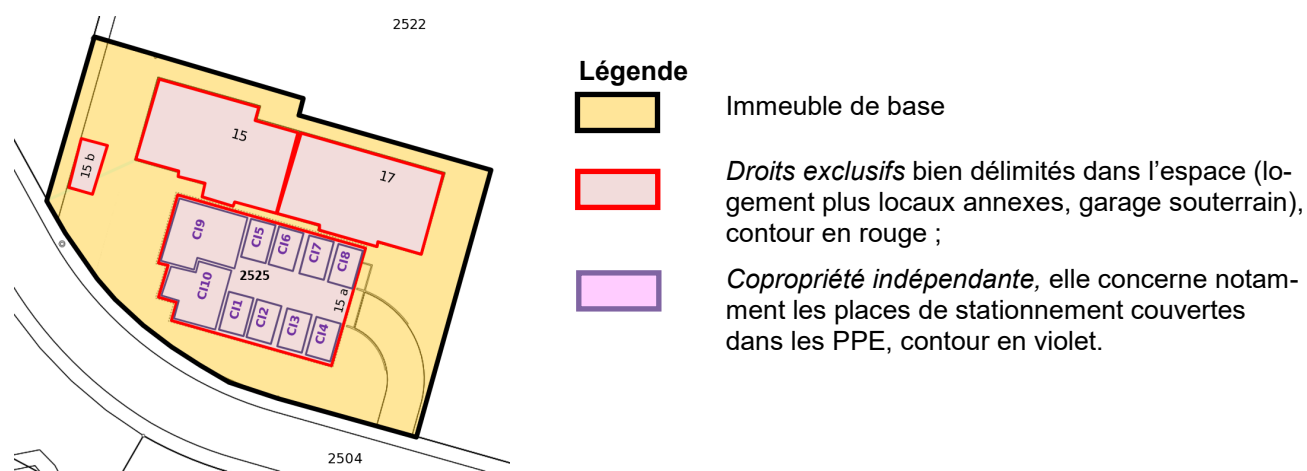 2522
15
17
15 b
CI9
CI5
CI6
CI7
CI8
2525
CI10
15 a
CI1
CI2
CI3
CI4
2504
Légende
Immeuble de base
Droits exclusifs bien délimités dans l'espace (lo-
gement plus locaux annexes, garage souterrain),
contour en rouge ;
Copropriété indépendante, elle concerne notam-
ment les places de stationnement couvertes
dans les PPE, contour en violet.